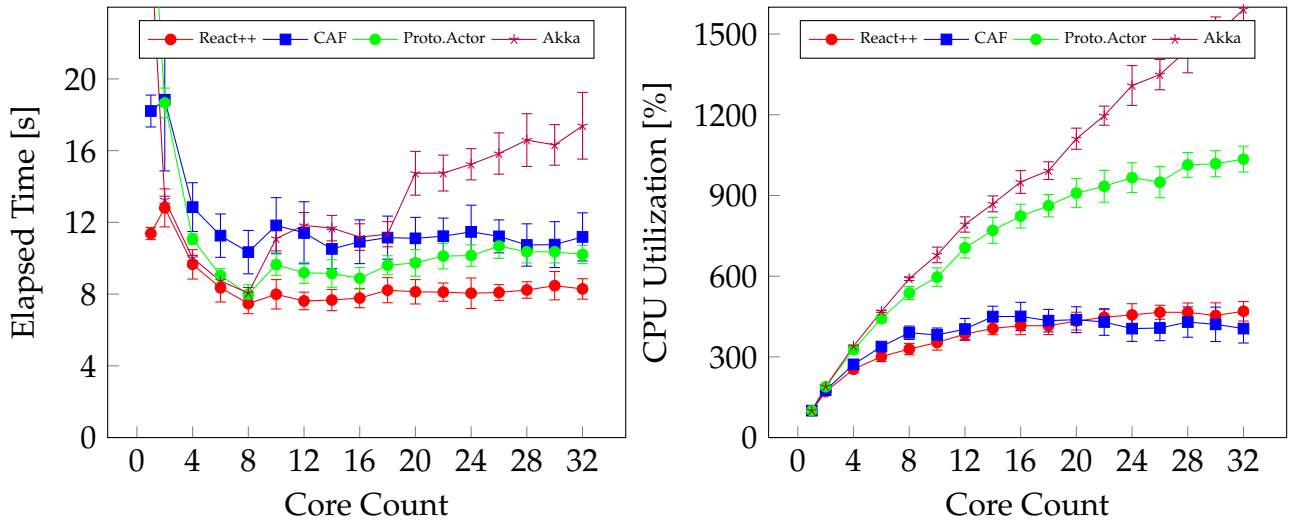 React++ CAF Proto.Actor Akka
Elapsed Time [s]
20
16
12
8
4
0
0 4 8 12 16 20 24 28 32
Core Count
React++ CAF Proto.Actor Akka
CPU Utilization [%]
1500
1200
900
600
300
0
0 4 8 12 16 20 24 28 32
Core Count